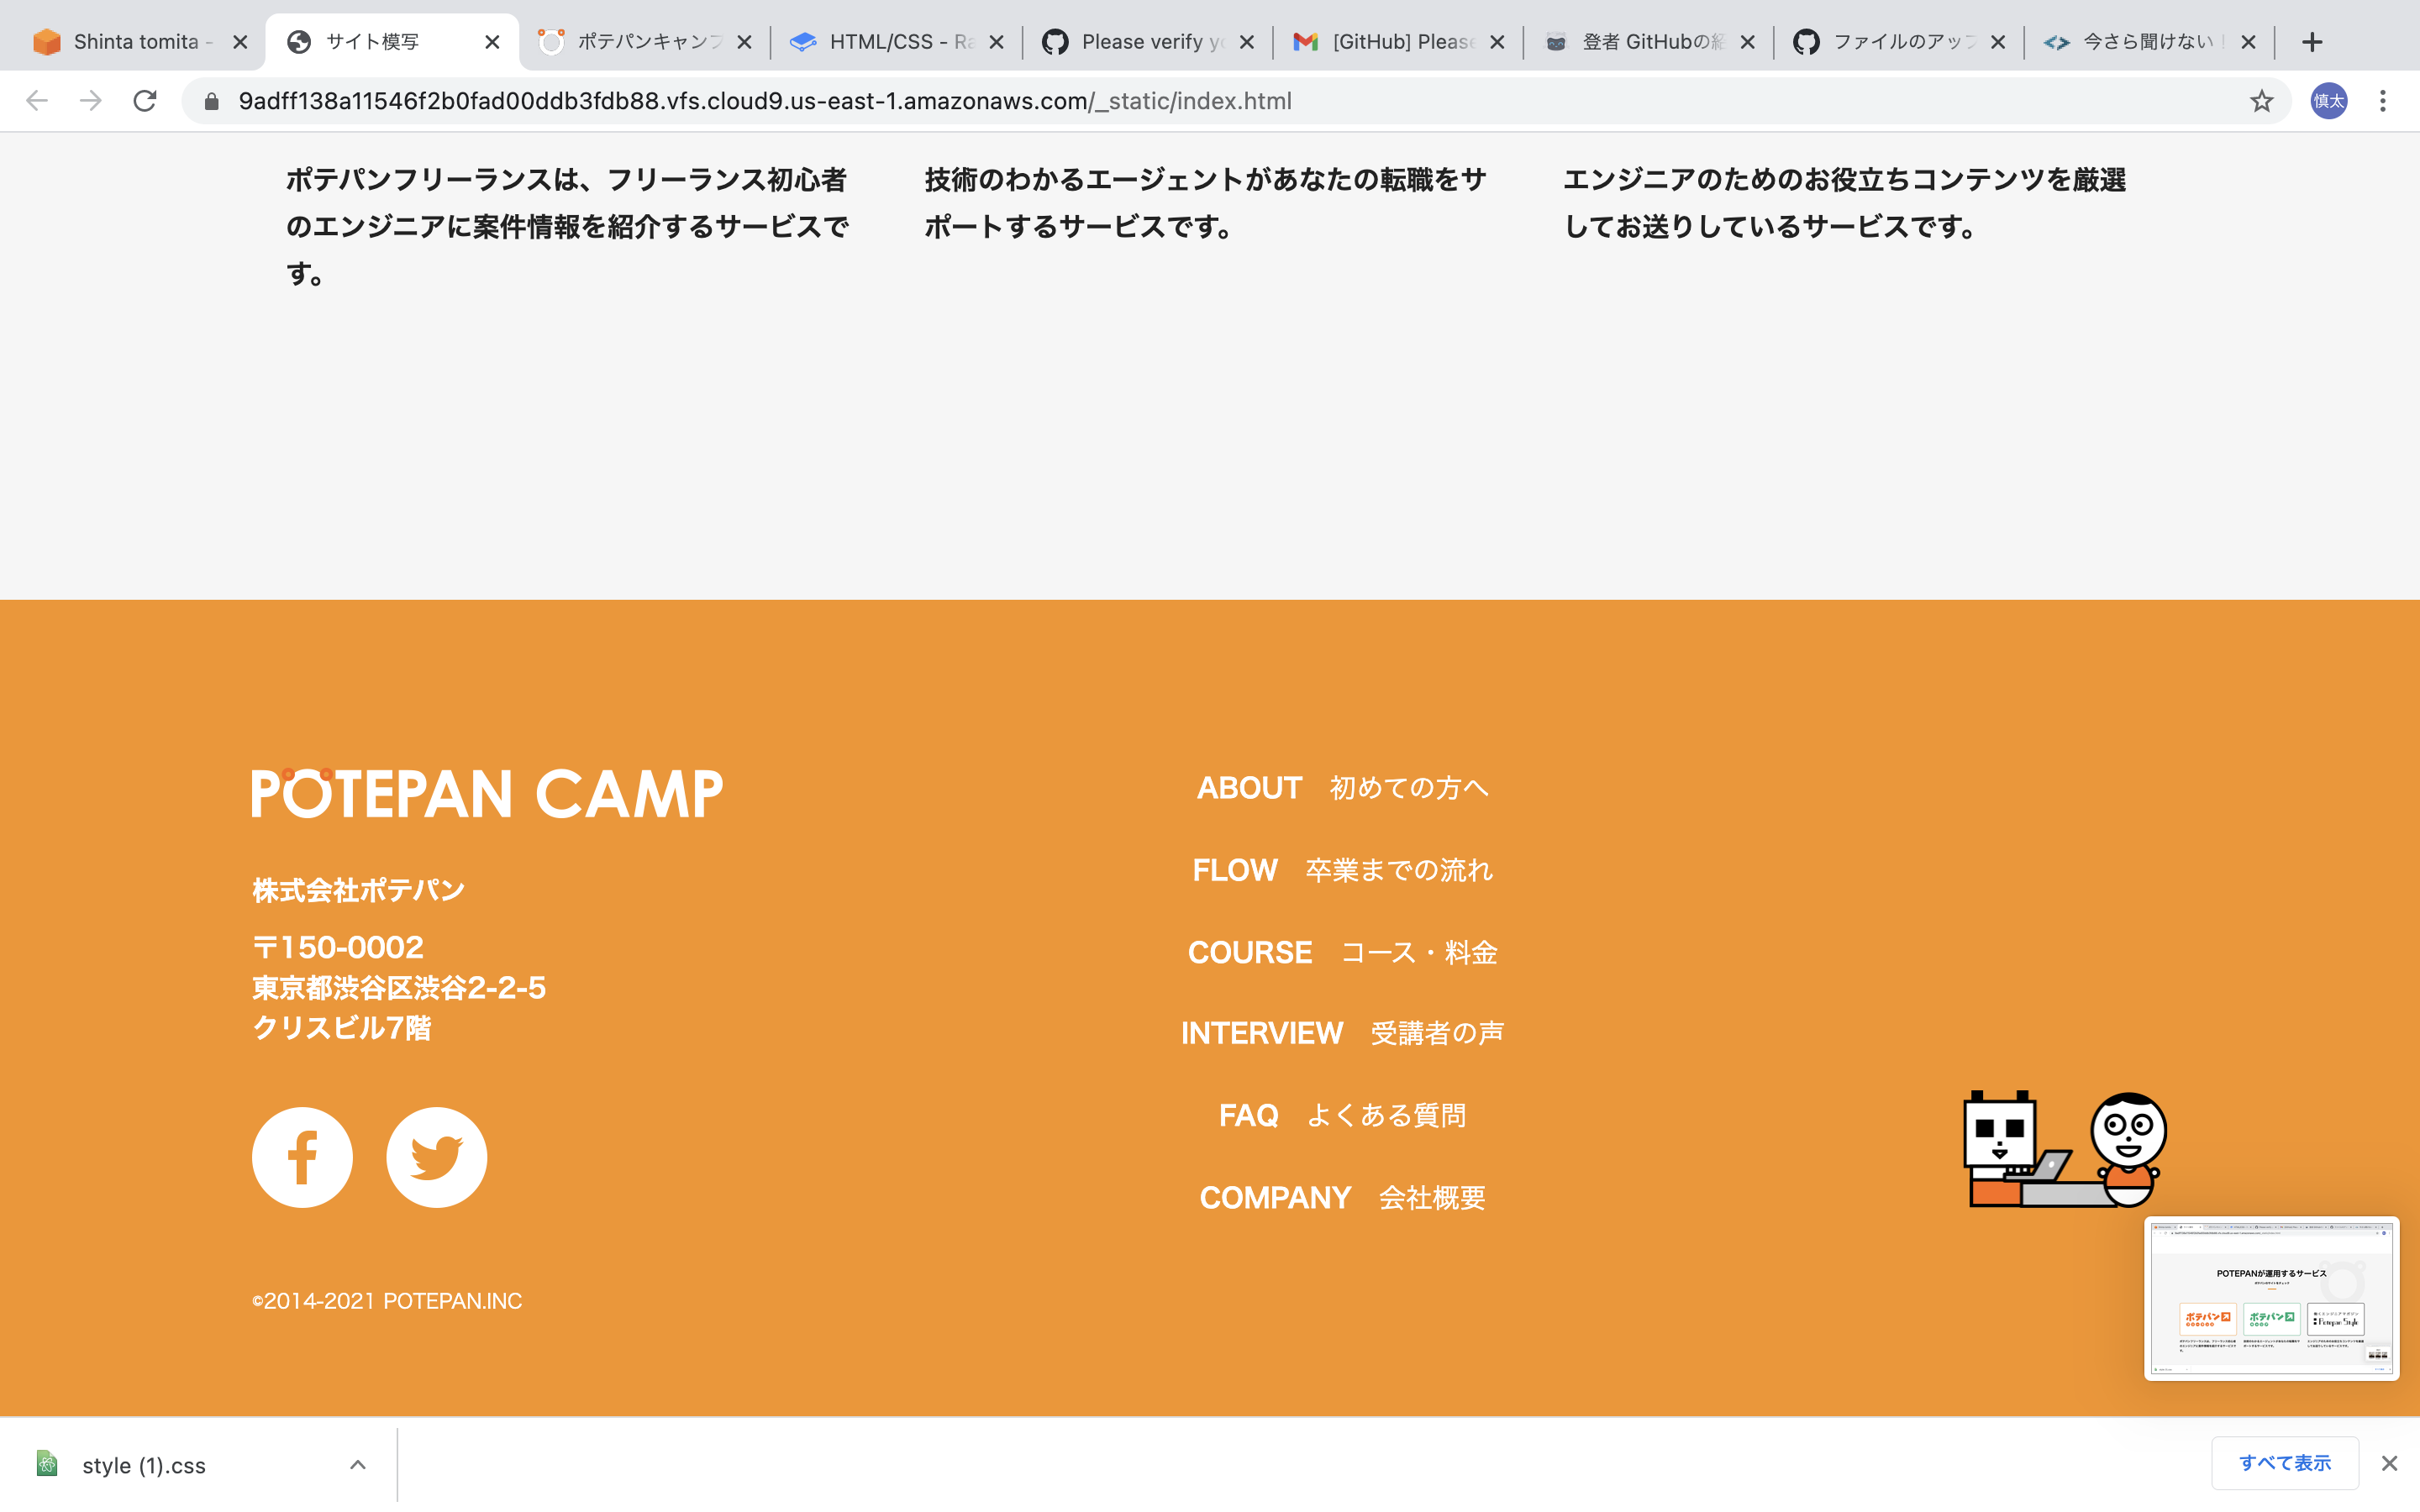 Shinta tomita -
サイト模写
ポテパンキャンプ
HTML/CSS - Ra
Please verify yo
[GitHub] Please
登者 GitHubの紹
ファイルのアップ
今さら聞けない！
9adff138a11546f2b0fad00ddb3fdb88.vfs.cloud9.us-east-1.amazonaws.com/_static/index.html
慎太
ポテパンフリーランスは、フリーランス初心者
のエンジニアに案件情報を紹介するサービスで
す。
技術のわかるエージェントがあなたの転職をサ
ポートするサービスです。
エンジニアのためのお役立ちコンテンツを厳選
してお送りしているサービスです。
POTEPAN CAMP
株式会社ポテパン
〒150-0002
東京都渋谷区渋谷2-2-5
クリスビル7階
©2014-2021 POTEPAN.INC
ABOUT 初めての方へ
FLOW 卒業までの流れ
COURSE コース・料金
INTERVIEW 受講者の声
FAQ よくある質問
COMPANY 会社概要
POTEPANが運用するサービス
ポテパン
ポテパン
Potepan Style
style (1).css
すべて表示